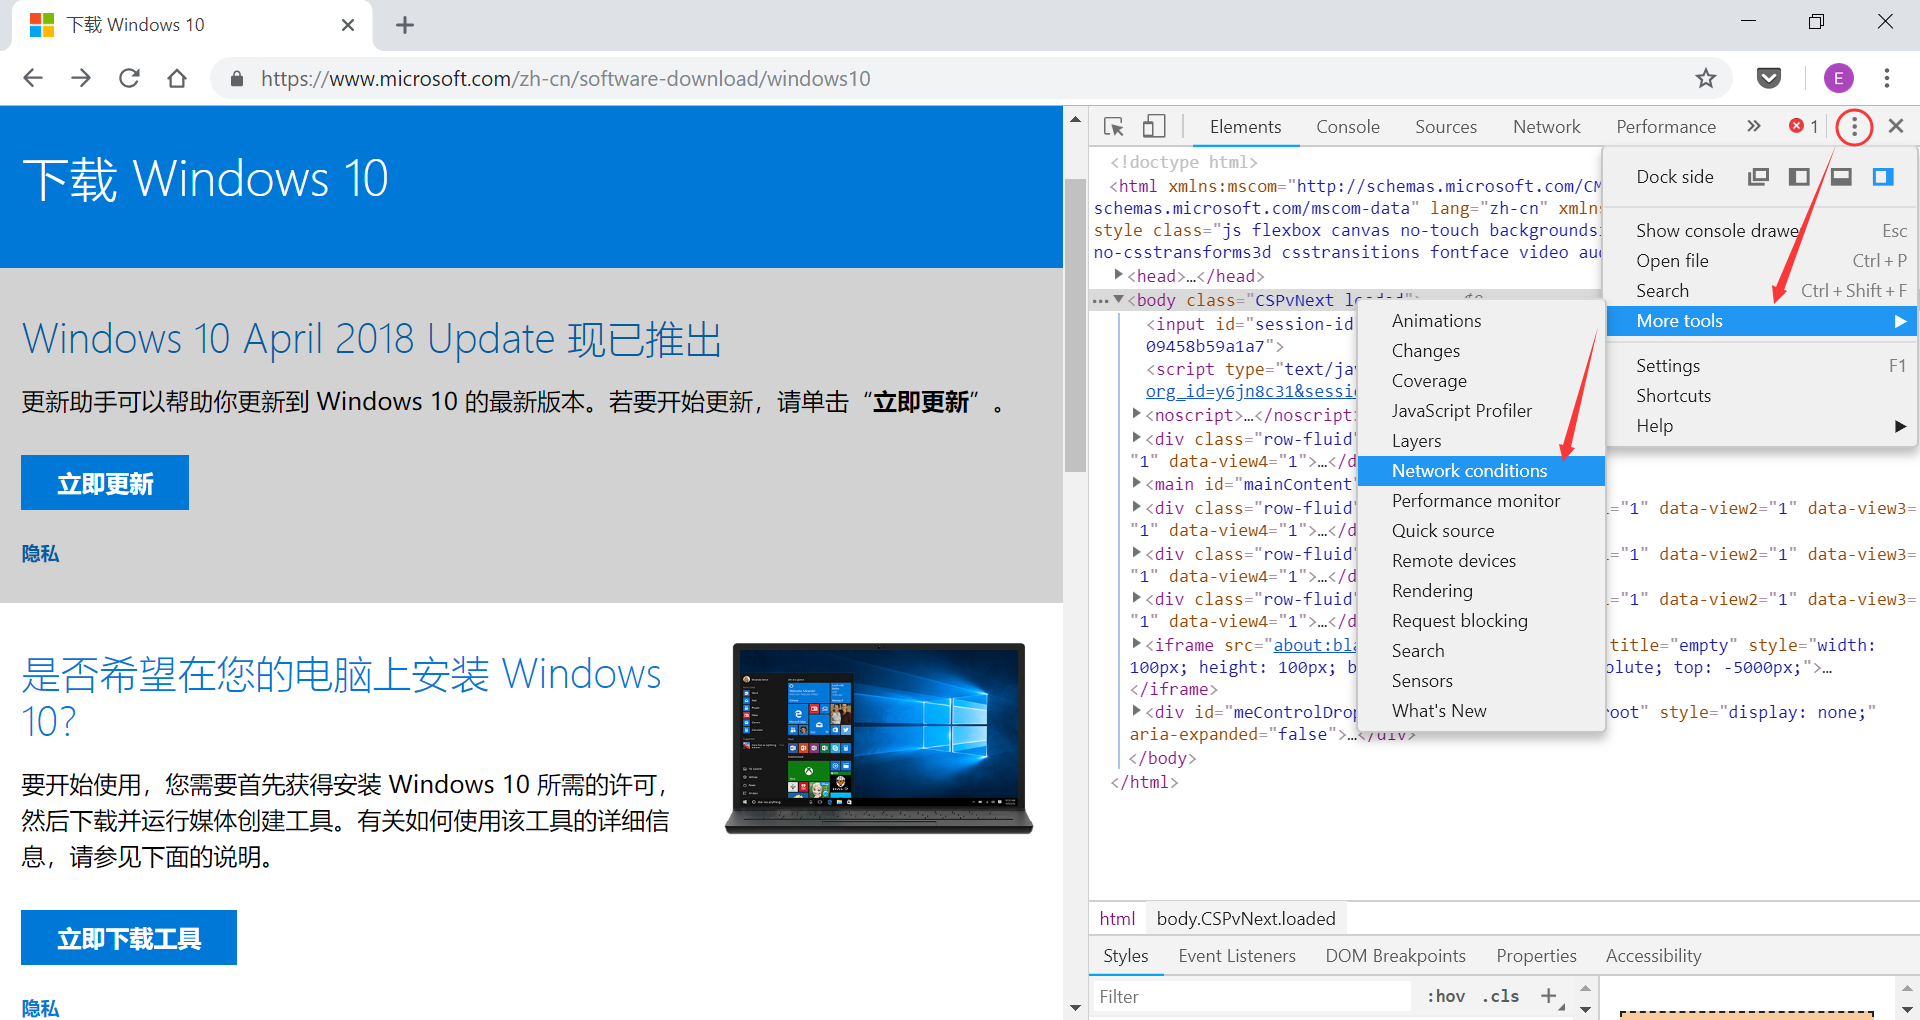 下载 Windows 10
https://www.microsoft.com/zh-cn/software-download/windows10
E
下载 Windows 10
Windows 10 April 2018 Update 现已推出
更新助手可以帮助你更新到 Windows 10 的最新版本。若要开始更新，请单击“立即更新”。
立即更新
隐私
是否希望在您的电脑上安装 Windows
10?
要开始使用，您需要首先获得安装 Windows 10 所需的许可，
然后下载并运行媒体创建工具。有关如何使用该工具的详细信
息，请参见下面的说明。
立即下载工具
隐私
Elements Console Sources Network Performance » 1
<!doctype html>
<html xmlns:mscom="http://schemas.microsoft.com/CM
schemas.microsoft.com/mscom-data" lang="zh-cn" xmln
style class="js flexbox canvas no-touch backgrounds
no-csstransforms3d csstransitions fontface video au
<head>…</head>
<body class="CSPvNext loaded">
<input id="session-id
09458b59a1a7">
<script type="text/ja
org_id=y6jn8c31&sessi
<noscript>…</noscript
<div class="row-fluid"
"1" data-view4="1">…</d ="1" data-view2="1" data-view3=
<main id="mainContent"
<div class="row-fluid" ="1" data-view2="1" data-view3=
"1" data-view4="1">…</d
<div class="row-fluid" ="1" data-view2="1" data-view3=
"1" data-view4="1">…</d
<div class="row-fluid"
"1" data-view4="1">…</d
<iframe src="about:bla title="empty" style="width:
100px; height: 100px; b olute; top: -5000px;">…
</iframe>
<div id="meControlDrop root" style="display: none;"
aria-expanded="false">…</div>
</body>
</html>
Dock side
Show console drawe Esc
Open file Ctrl + P
Search Ctrl + Shift + F
More tools
Settings F1
Shortcuts
Help
Animations
Changes
Coverage
JavaScript Profiler
Layers
Network conditions
Performance monitor
Quick source
Remote devices
Rendering
Request blocking
Search
Sensors
What's New
html body.CSPvNext.loaded
Styles Event Listeners DOM Breakpoints Properties Accessibility
Filter :hov .cls +